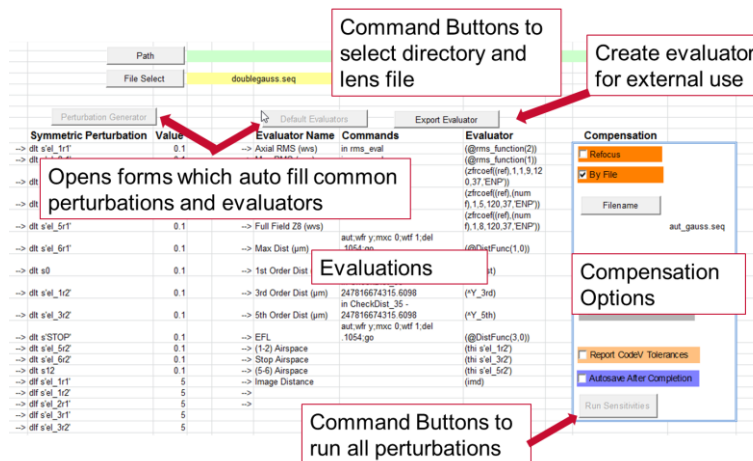 Command Buttons to
select directory and
lens file
Create evaluator
for external use
Path
File Select
doublegauss.seq
Perturbation Generator
Default Evaluators
Export Evaluator
Symmetric Perturbation Value Evaluator Name Commands Evaluator Compensation
--> dlt s'el_1r1' 0.1 --> Axial RMS (wvs) in rms_eval (@rms_function(2))
(@rms_function(1))
(zfrcoef((ref),1,1,9,12
0,37,'ENP'))
(zfrcoef((ref),(num
f),1,5,120,37,'ENP'))
(zfrcoef((ref),(num
--> dlt s'el_5r1' 0.1 --> Full Field Z8 (wvs) f),1,8,120,37,'ENP'))
Opens forms which auto fill common
perturbations and evaluators
Refocus
By File
Filename
aut_gauss.seq
aut;wfr y;mxc 0;wtf 1;del
--> dlt s'el_6r1' 0.1 --> Max Dist (µm) .1054;go (@DistFunc(1,0))
Evaluations
--> dlt s0 0.1 --> 1st Order Dist
--> dlt s'el_1r2' 0.1 --> 3rd Order Dist (µm) 247816674315.6098 (^Y_3rd)
in CheckDist_35 -
--> dlt s'el_3r2' 0.1 --> 5th Order Dist (µm) 247816674315.6098 (^Y_5th)
aut;wfr y;mxc 0;wtf 1;del
--> dlt s'STOP' 0.1 --> EFL .1054;go (@DistFunc(3,0))
--> dlt s'el_5r2' 0.1 --> (1-2) Airspace (thi s'el_1r2')
--> dlt s'el_6r2' 0.1 --> Stop Airspace (thi s'el_3r2')
--> dlt s12 0.1 --> (5-6) Airspace (thi s'el_5r2')
--> dlf s'el_1r1' 5 --> Image Distance (imd)
--> dlf s'el_1r2' 5 -->
--> dlf s'el_2r1' 5 -->
--> dlf s'el_3r1' 5
--> dlf s'el_3r2' 5
Compensation
Options
Report CodeV Tolerances
Autosave After Completion
Run Sensitivities
Command Buttons to
run all perturbations